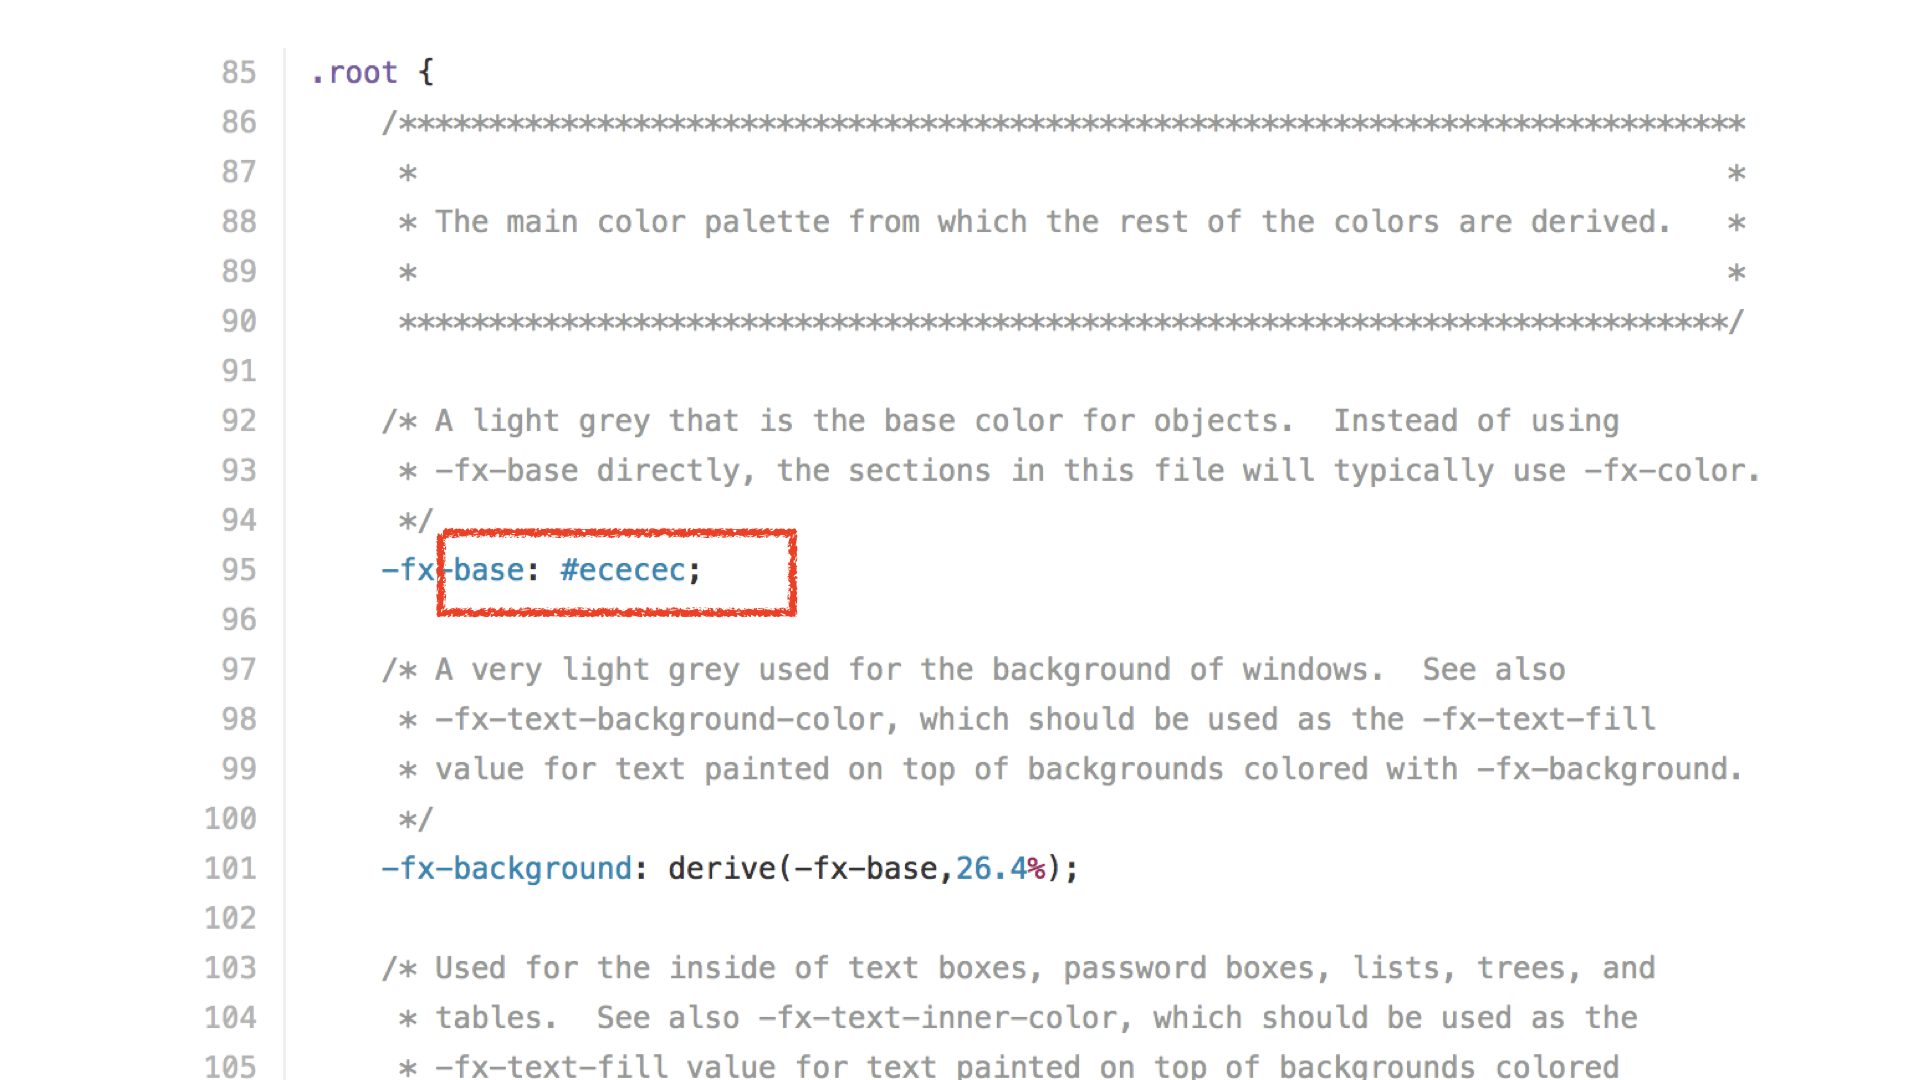 85 .root {
86 /***************************************************************************
87 * *
88 * The main color palette from which the rest of the colors are derived. *
89 * *
90 **************************************************************************/
91
92 /* A light grey that is the base color for objects. Instead of using
93 * -fx-base directly, the sections in this file will typically use -fx-color.
94 */
95 -fx-base: #ececec;
96
97 /* A very light grey used for the background of windows. See also
98 * -fx-text-background-color, which should be used as the -fx-text-fill
99 * value for text painted on top of backgrounds colored with -fx-background.
100 */
101 -fx-background: derive(-fx-base,26.4%);
102
103 /* Used for the inside of text boxes, password boxes, lists, trees, and
104 * tables. See also -fx-text-inner-color, which should be used as the
105 * -fx-text-fill value for text painted on top of backgrounds colored